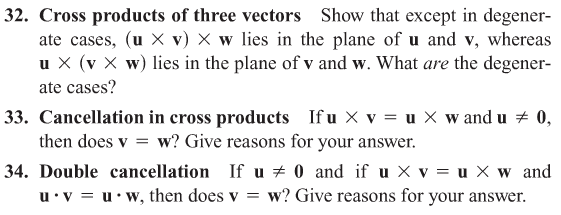 32. Cross products of three vectors Show that except in degener-
ate cases, (u × v) × w lies in the plane of u and v, whereas
u × (v × w) lies in the plane of v and w. What are the degener-
ate cases?
33. Cancellation in cross products If u × v = u × w and u ≠ 0,
then does v = w? Give reasons for your answer.
34. Double cancellation If u ≠ 0 and if u × v = u × w and
u · v = u · w, then does v = w? Give reasons for your answer.